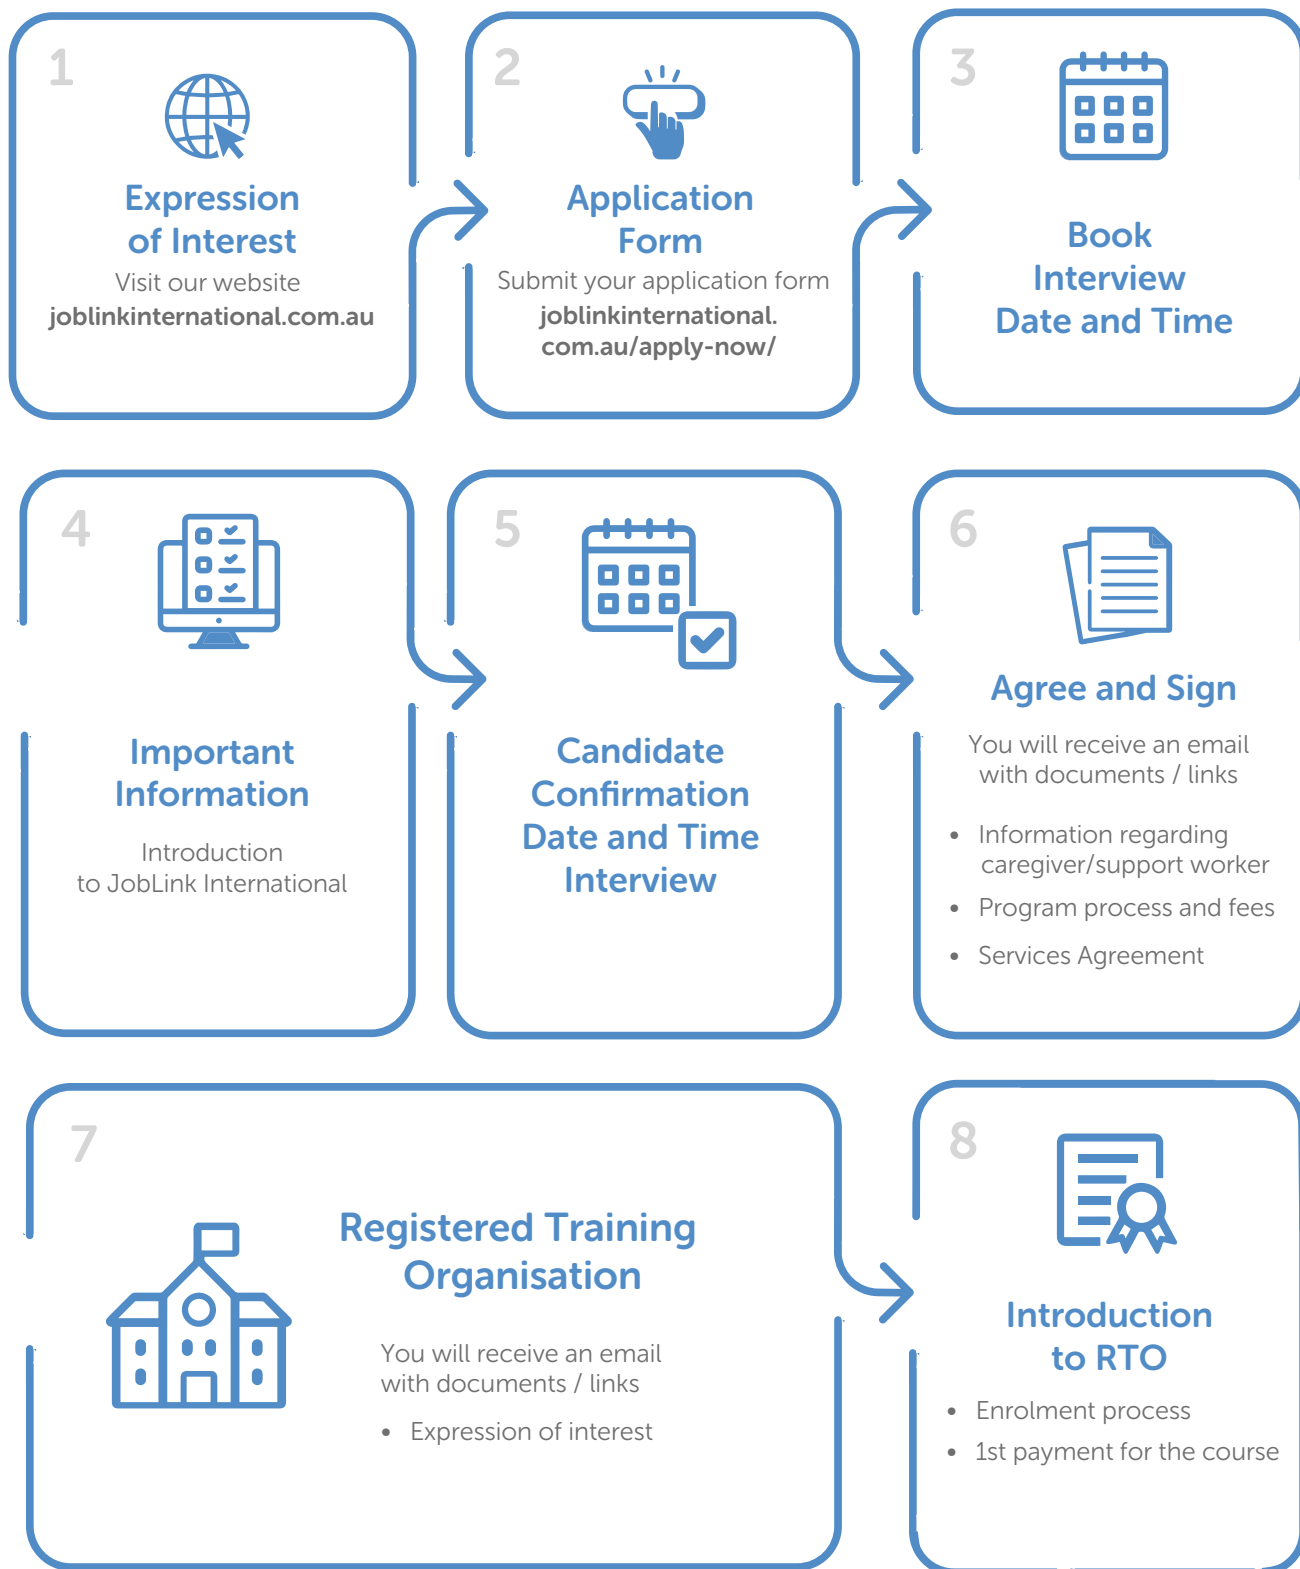 1
Expression
of Interest
Visit our website
joblinkinternational.com.au
2
Application
Form
Submit your application form
joblinkinternational.
com.au/apply-now/
3
Book
Interview
Date and Time
4
Important
Information
Introduction
to JobLink International
5
Candidate
Confirmation
Date and Time
Interview
6
Agree and Sign
You will receive an email
with documents / links
• Information regarding
caregiver/support worker
• Program process and fees
• Services Agreement
7
Registered Training
Organisation
You will receive an email
with documents / links
• Expression of interest
8
Introduction
to RTO
• Enrolment process
• 1st payment for the course